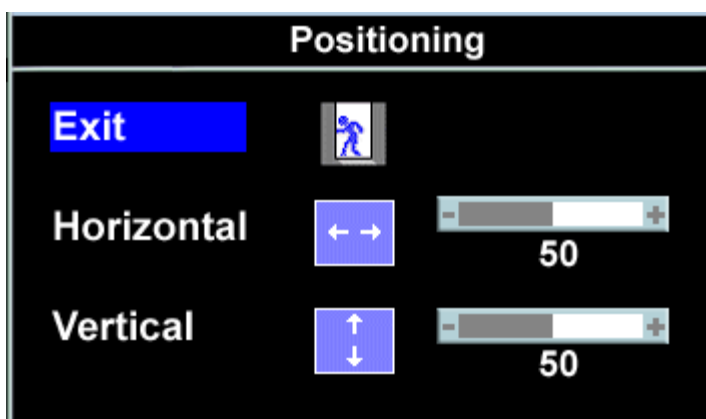 Positioning
Exit
Horizontal
- +
50
Vertical
- +
50